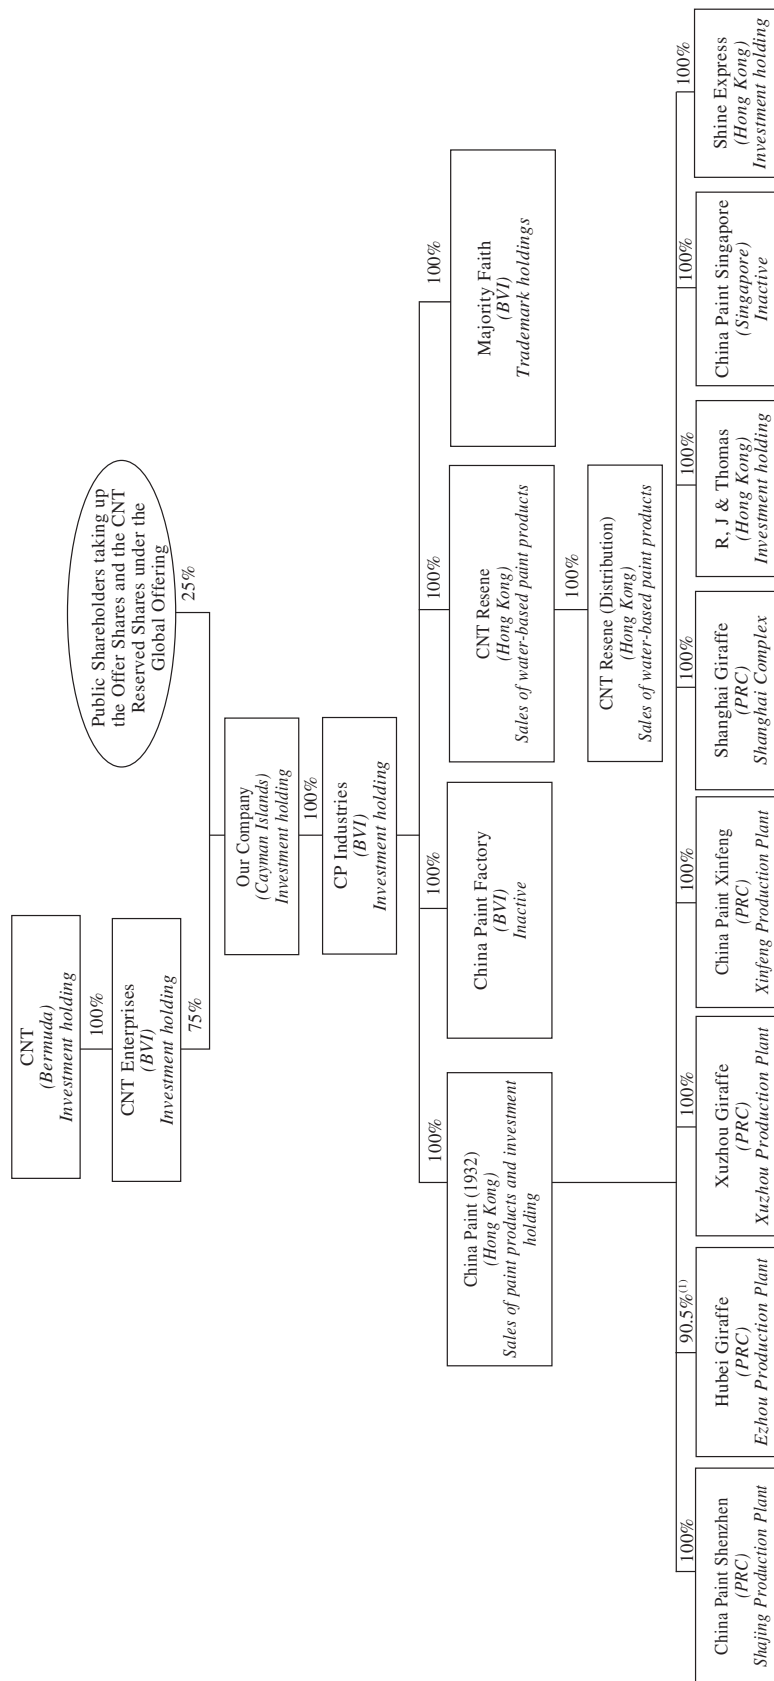 CNT
(Bermuda)
Investment holding
100%
CNT Enterprises
(BVI)
Investment holding
75%
Public Shareholders taking up
the Offer Shares and the CNT
Reserved Shares under the
Global Offering
25%
Our Company
(Cayman Islands)
Investment holding
100%
CP Industries
(BVI)
Investment holding
100%
China Paint (1932)
(Hong Kong)
Sales of paint products and investment
holding
100%
China Paint Factory
(BVI)
Inactive
100%
CNT Resene
(Hong Kong)
Sales of water-based paint products
100%
Majority Faith
(BVI)
Trademark holdings
100%
CNT Resene (Distribution)
(Hong Kong)
Sales of water-based paint products
100%
China Paint Shenzhen
(PRC)
Shajing Production Plant
90.5%(1)
Hubei Giraffe
(PRC)
Ezhou Production Plant
100%
Xuzhou Giraffe
(PRC)
Xuzhou Production Plant
100%
China Paint Xinfeng
(PRC)
Xinfeng Production Plant
100%
Shanghai Giraffe
(PRC)
Shanghai Complex
100%
R, J & Thomas
(Hong Kong)
Investment holding
100%
China Paint Singapore
(Singapore)
Inactive
100%
Shine Express
(Hong Kong)
Investment holding